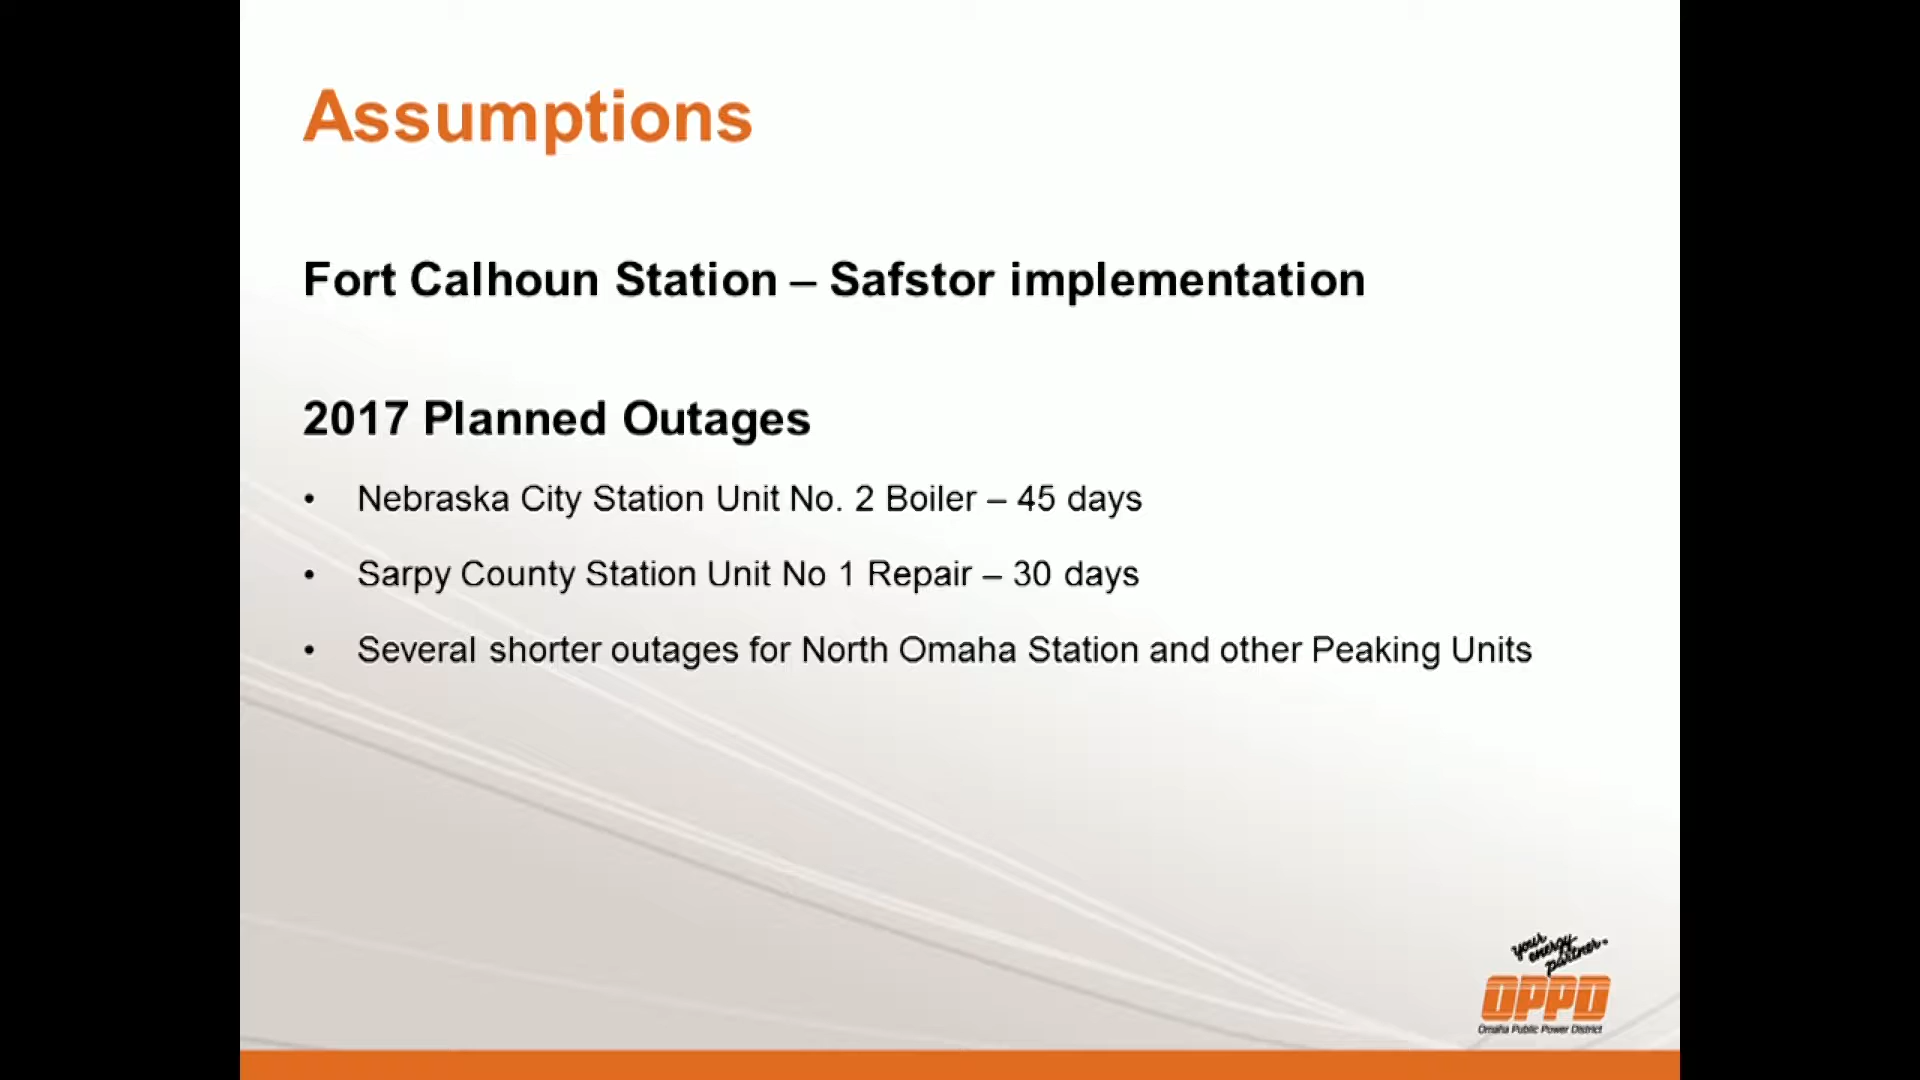 Assumptions
Fort Calhoun Station – Safstor implementation
2017 Planned Outages
• Nebraska City Station Unit No. 2 Boiler – 45 days
• Sarpy County Station Unit No 1 Repair – 30 days
• Several shorter outages for North Omaha Station and other Peaking Units
your
energy
partner.
OPPD
Omaha Public Power District